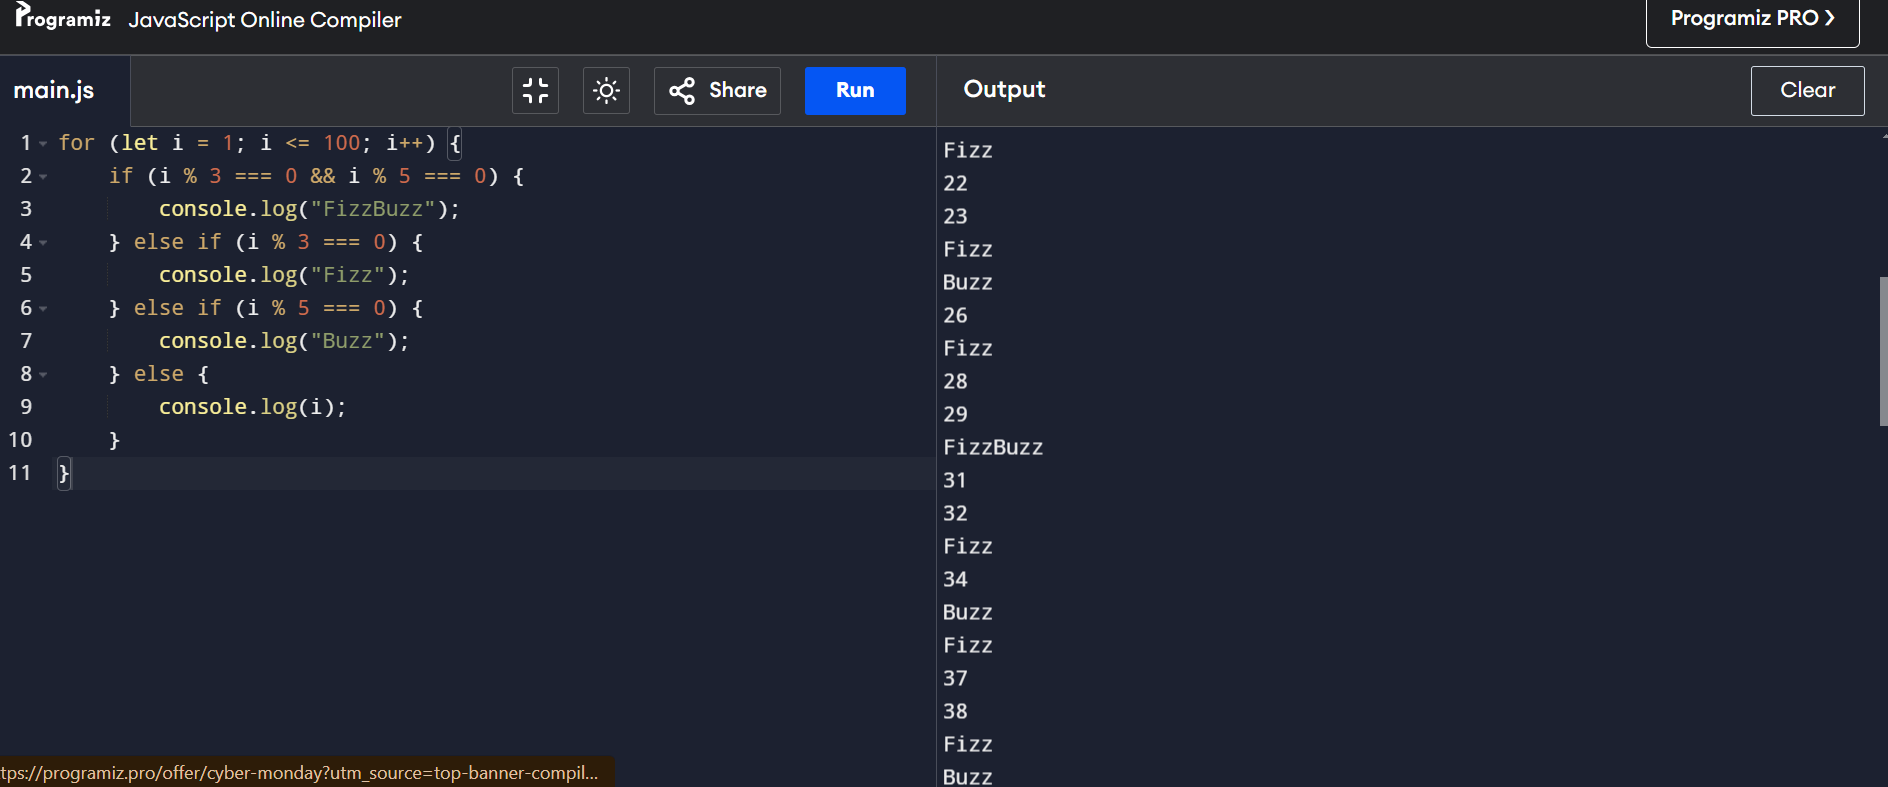 Programiz JavaScript Online Compiler
Programiz PRO
main.js
Share
Run
Output
Clear
1 for (let i = 1; i <= 100; i++) {
2 if (i % 3 === 0 && i % 5 === 0) {
3 console.log("FizzBuzz");
4 } else if (i % 3 === 0) {
5 console.log("Fizz");
6 } else if (i % 5 === 0) {
7 console.log("Buzz");
8 } else {
9 console.log(i);
10 }
11 }
Fizz
22
23
Fizz
Buzz
26
Fizz
28
29
FizzBuzz
31
32
Fizz
34
Buzz
Fizz
37
38
Fizz
Buzz
tps://programiz.pro/offer/cyber-monday?utm_source=top-banner-compil...